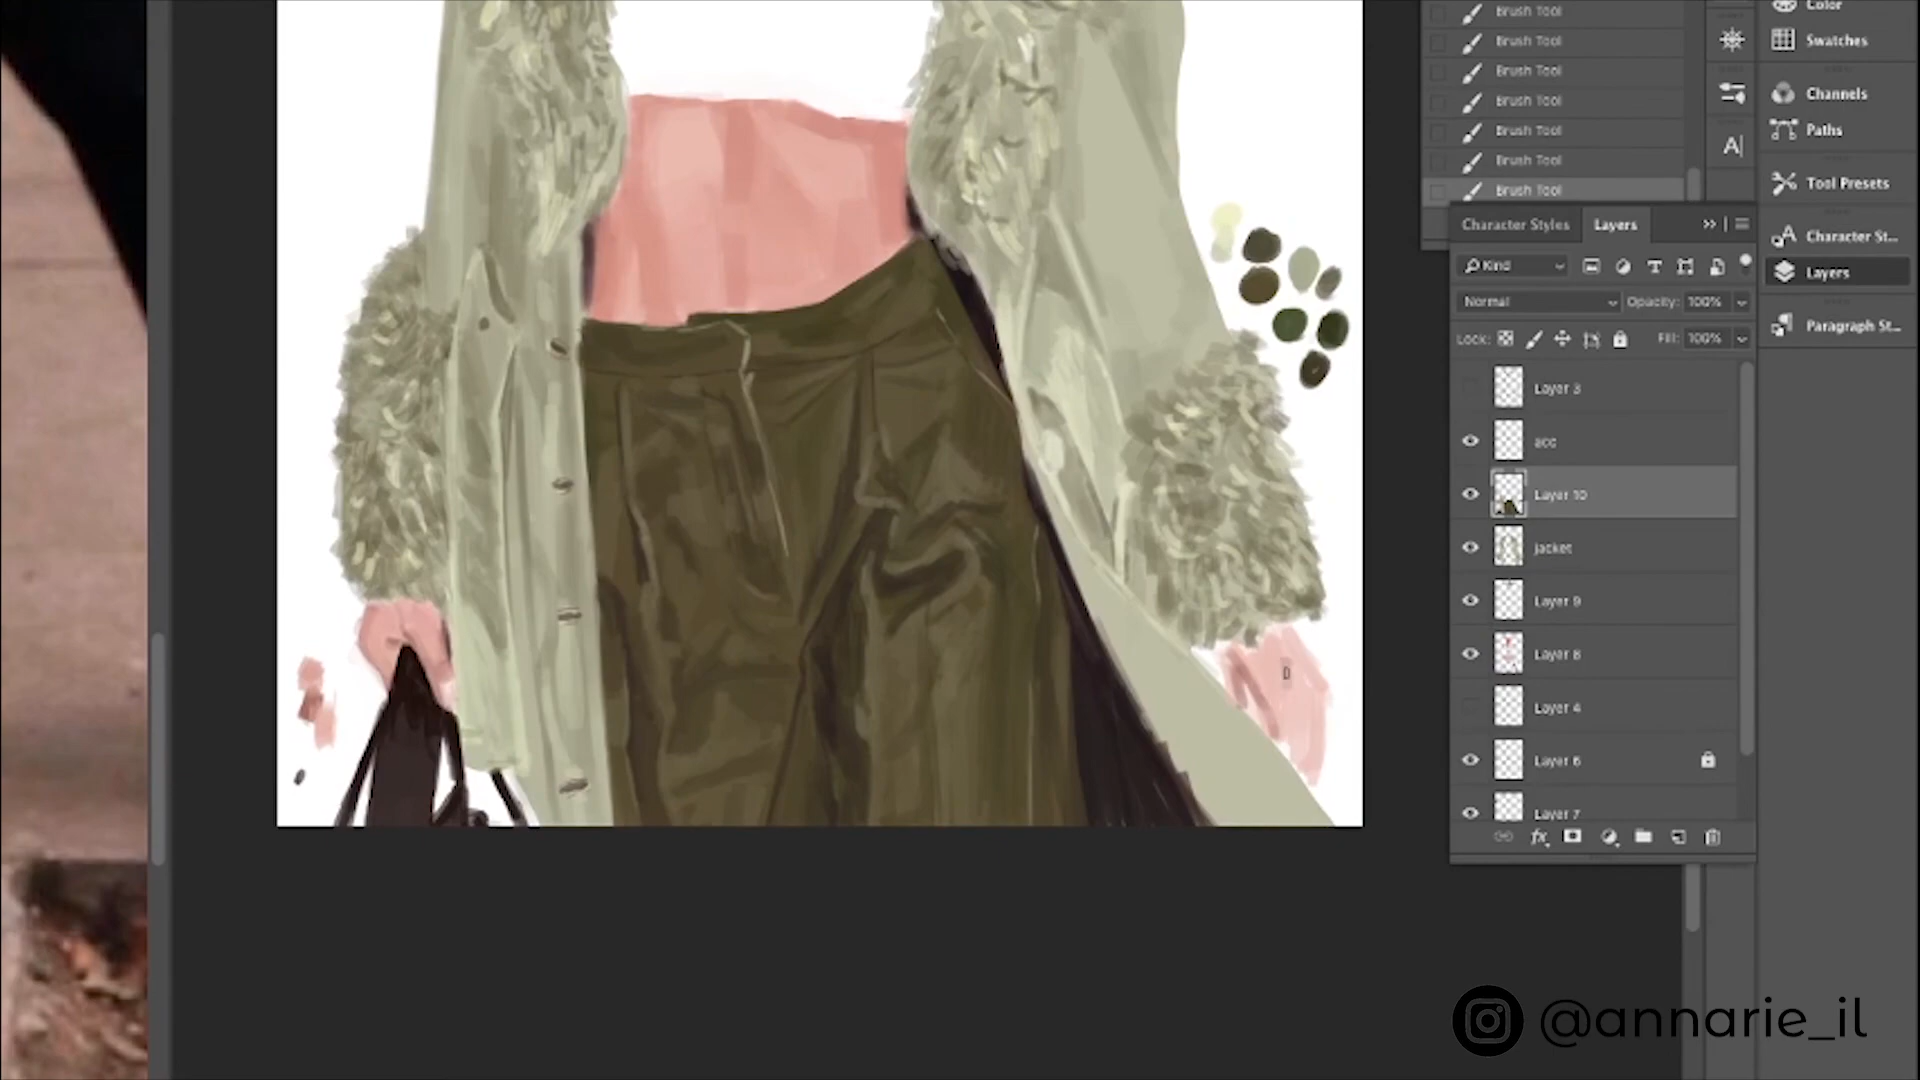 Brush Tool
Brush Tool
Brush Tool
Brush Tool
Brush Tool
Brush Tool
Brush Tool
Color
Swatches
Channels
Paths
A|
Tool Presets
Character St...
Layers
Paragraph St...
Character Styles
Layers
Kind
Normal
Opacity: 100%
Lock:
Fill: 100%
Layer 3
acc
Layer 10
jacket
Layer 9
Layer 8
Layer 4
Layer 6
Layer 7
fx
@annarie_il